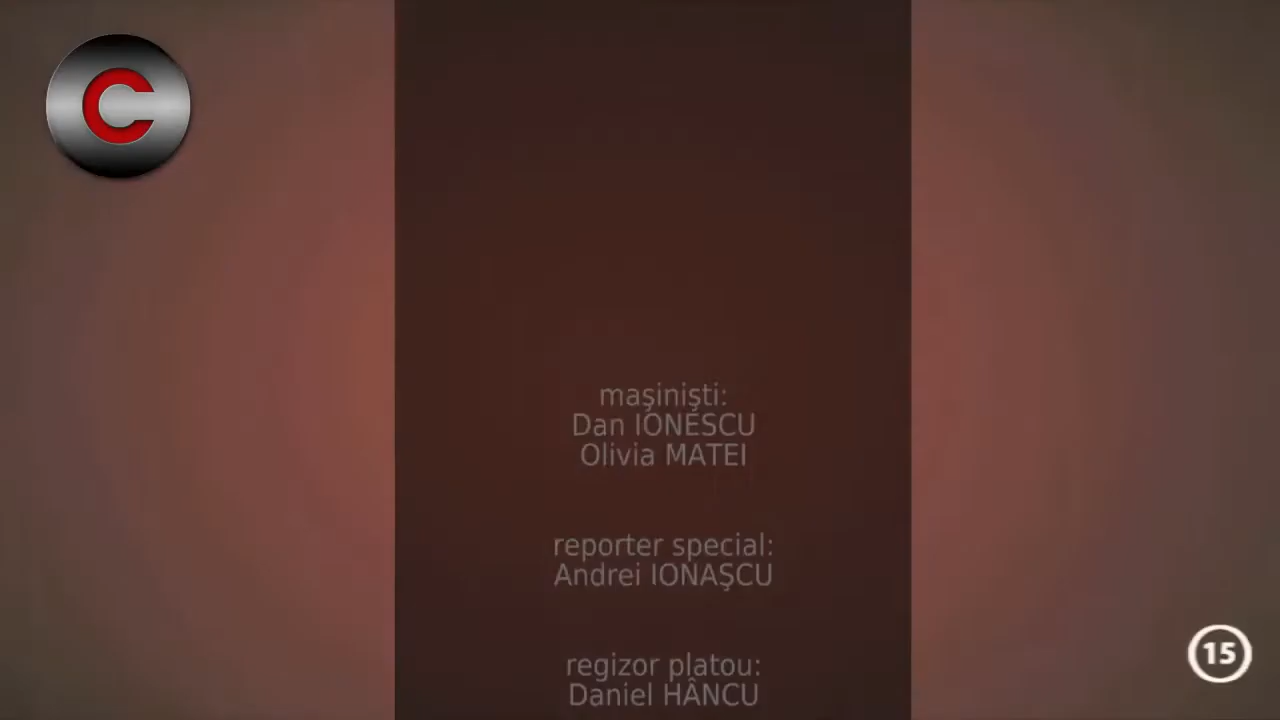 C
maşinişti:
Dan IONESCU
Olivia MATEI
reporter special:
Andrei IONAŞCU
regizor platou:
Daniel HÂNCU
15